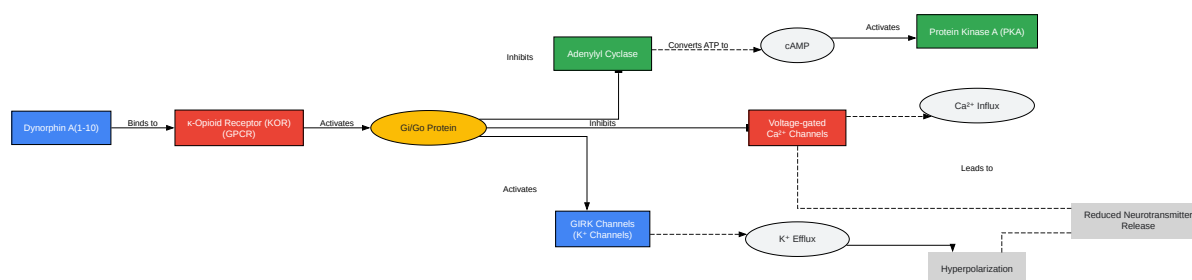 Dynorphin A(1-10)
Binds to
κ-Opioid Receptor (KOR)
(GPCR)
Activates
Gi/Go Protein
Inhibits
Adenylyl Cyclase
Converts ATP to
cAMP
Activates
Protein Kinase A (PKA)
Inhibits
Voltage-gated
Ca²⁺ Channels
Ca²⁺ Influx
Leads to
Activates
GIRK Channels
(K⁺ Channels)
K⁺ Efflux
Hyperpolarization
Reduced Neurotransmitter
Release